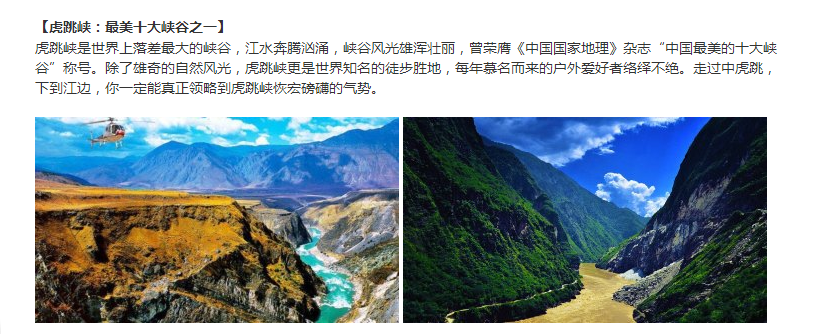 【虎跳峡：最美十大峡谷之一】
虎跳峡是世界上落差最大的峡谷，江水奔腾汹涌，峡谷风光雄浑壮丽，曾荣膺《中国国家地理》杂志“中国最美的十大峡
谷”称号。除了雄奇的自然风光，虎跳峡更是世界知名的徒步胜地，每年慕名而来的户外爱好者络绎不绝。走过中虎跳，
下到江边，你一定能真正领略到虎跳峡恢宏磅礴的气势。